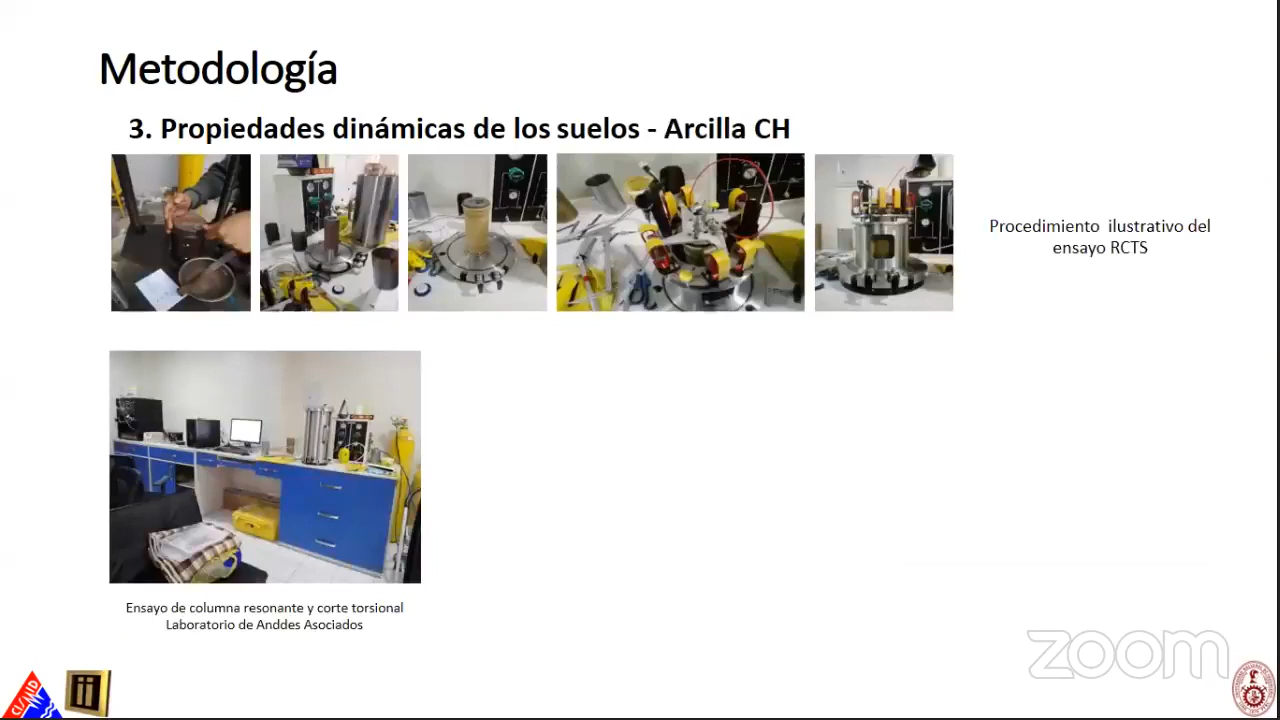 Metodología
3. Propiedades dinámicas de los suelos - Arcilla CH
Procedimiento ilustrativo del
ensayo RCTS
Ensayo de columna resonante y corte torsional
Laboratorio de Anddes Asociados
zoom
CISMID